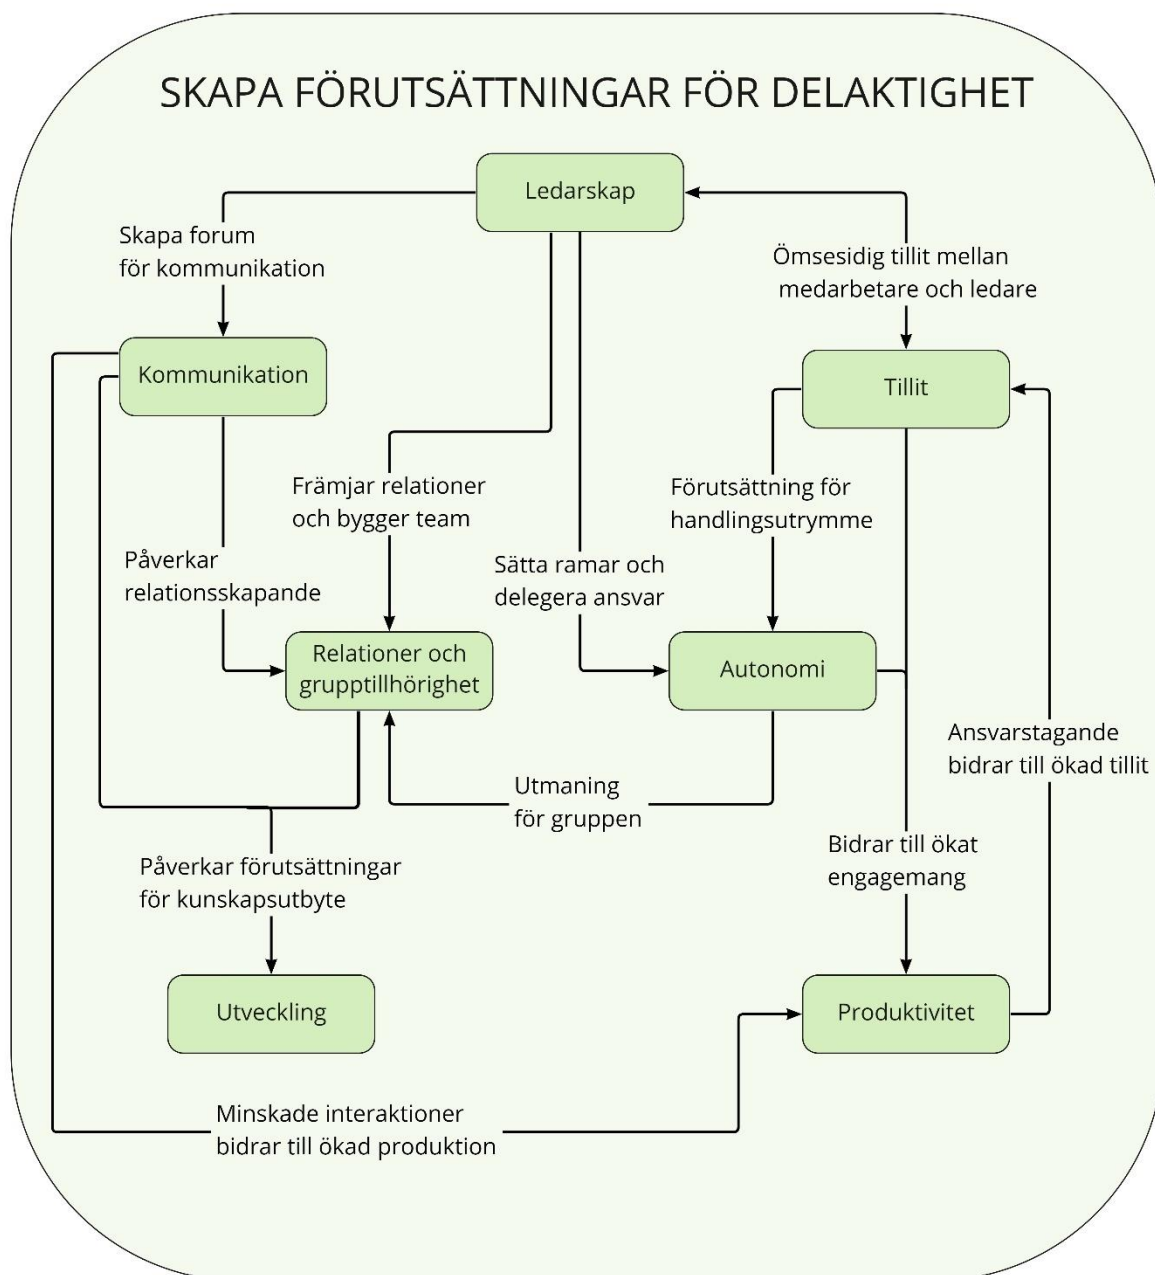 SKAPA FÖRUTSÄTTNINGAR FÖR DELAKTIGHET
Ledarskap
Skapa forum
för kommunikation
Ömsesidig tillit mellan
medarbetare och ledare
Kommunikation
Tillit
Främjar relationer
och bygger team
Förutsättning för
handlingsutrymme
Påverkar
relationsskapande
Sätta ramar och
delegera ansvar
Relationer och
grupptillhörighet
Autonomi
Ansvarstagande
bidrar till ökad tillit
Utmaning
för gruppen
Bidrar till ökat
engagemang
Påverkar förutsättningar
för kunskapsutbyte
Utveckling
Produktivitet
Minskade interaktioner
bidrar till ökad produktion